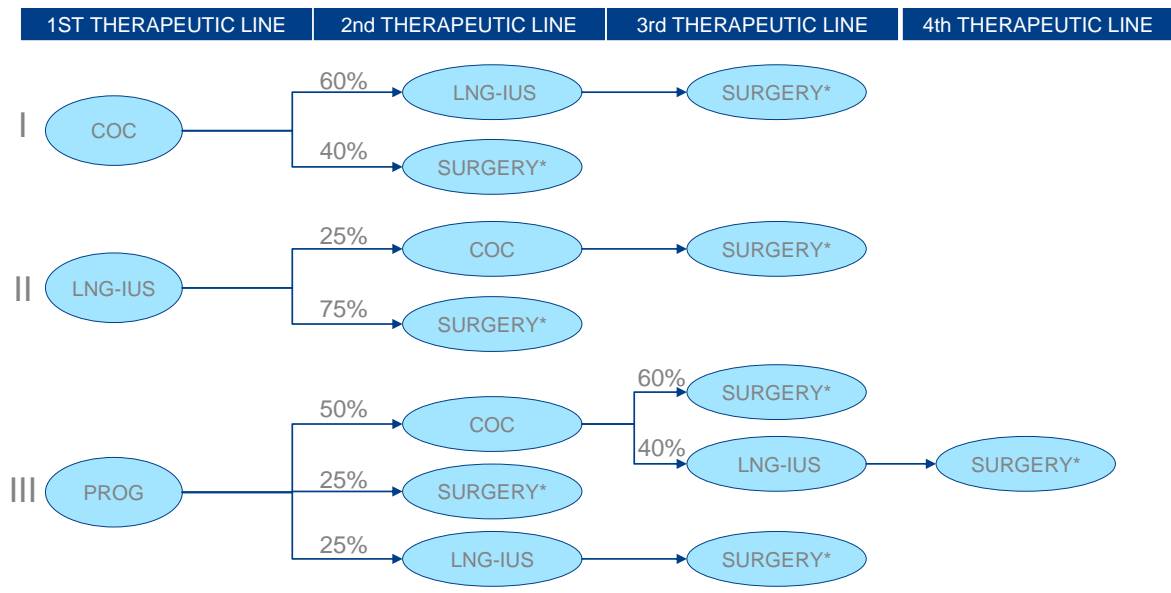 1ST THERAPEUTIC LINE 2nd THERAPEUTIC LINE 3rd THERAPEUTIC LINE 4th THERAPEUTIC LINE
60% LNG-IUS SURGERY*
I COC
40% SURGERY*
25% COC SURGERY*
II LNG-IUS
75% SURGERY*
60% SURGERY*
50% COC
40% LNG-IUS SURGERY*
III PROG 25% SURGERY*
25% LNG-IUS SURGERY*